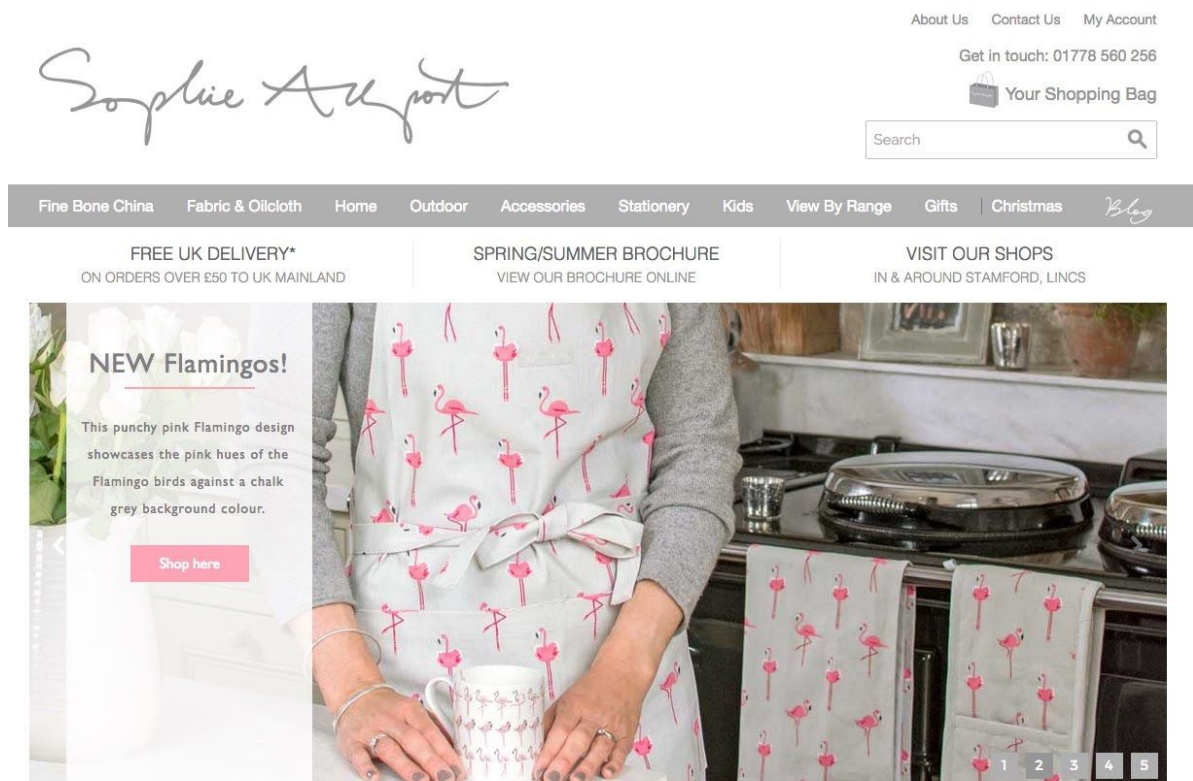 About Us Contact Us My Account
Get in touch: 01778 560 256
Sophie Allport
Your Shopping Bag
Search
Fine Bone China Fabric & Oilcloth Home Outdoor Accessories Stationery Kids View By Range Gifts Christmas Blog
FREE UK DELIVERY* SPRING/SUMMER BROCHURE VISIT OUR SHOPS
ON ORDERS OVER £50 TO UK MAINLAND VIEW OUR BROCHURE ONLINE IN & AROUND STAMFORD, LINCS
NEW Flamingos!
This punchy pink Flamingo design
showcases the pink hues of the
Flamingo birds against a chalk
grey background colour.
Shop here
1 2 3 4 5